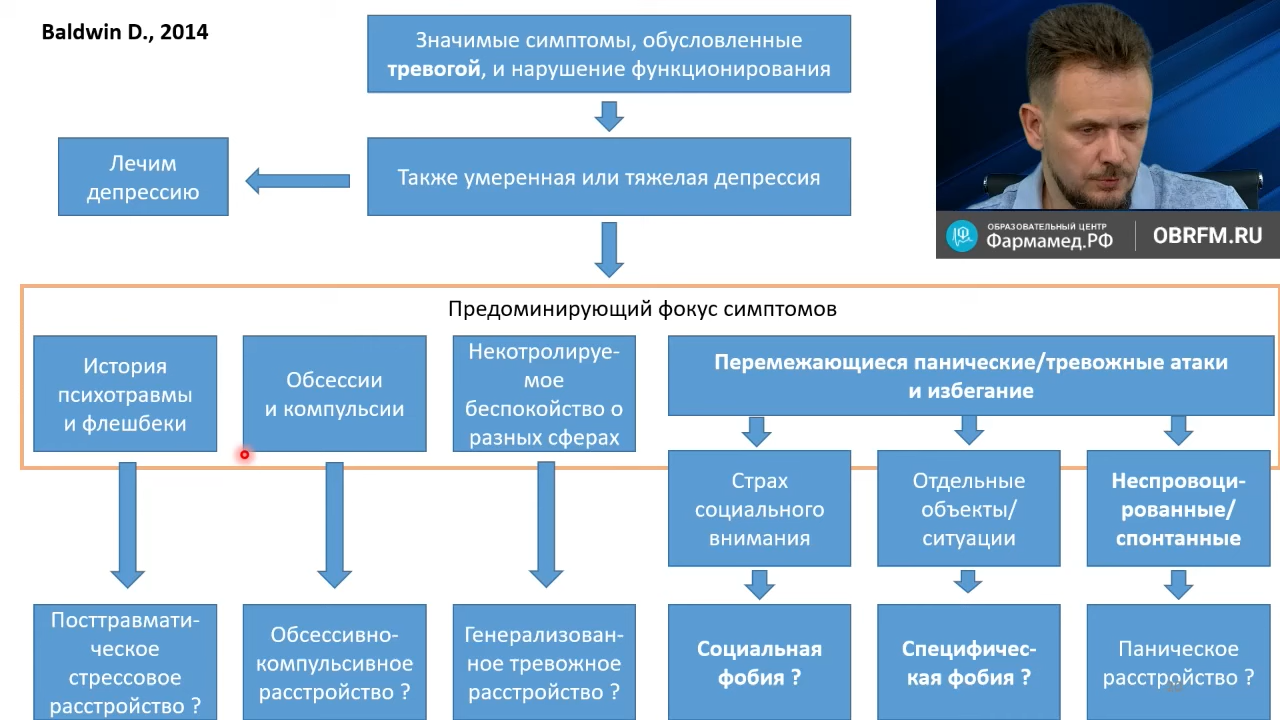 Baldwin D., 2014
Значимые симптомы, обусловленные
тревогой, и нарушение функционирования
ОБРАЗОВАТЕЛЬНЫЙ ЦЕНТР
Фармамед.РФ
OBRFM.RU
Лечим
депрессию
Также умеренная или тяжелая депрессия
Предоминирующий фокус симптомов
История
психотравмы
и флешбеки
Обсессии
и компульсии
Некотролируе-
мое
беспокойство о
разных сферах
Перемежающиеся панические/тревожные атаки
и избегание
Страх
социального
внимания
Отдельные
объекты/
ситуации
Неспровоци-
рованные/
спонтанные
Посттравмати-
ческое
стрессовое
расстройство ?
Обсессивно-
компульсивное
расстройство ?
Генерализован-
ное тревожное
расстройство ?
Социальная
фобия ?
Специфичес-
кая фобия ?
Паническое
расстройство ?